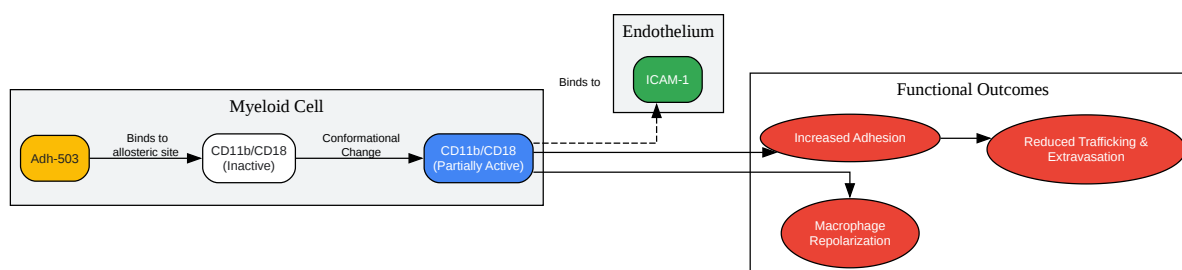 Endothelium
ICAM-1
Binds to
Functional Outcomes
Myeloid Cell
Adh-503
Binds to
allosteric site
CD11b/CD18
(Inactive)
Conformational
Change
CD11b/CD18
(Partially Active)
Increased Adhesion
Reduced Trafficking &
Extravasation
Macrophage
Repolarization